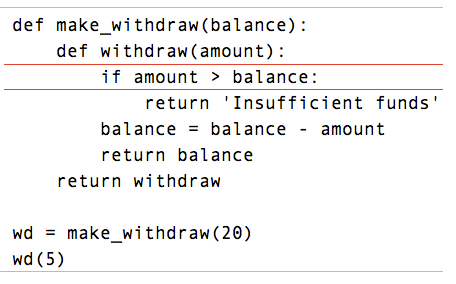 def make_withdraw(balance):
    def withdraw(amount):
        if amount > balance:
            return 'Insufficient funds'
        balance = balance - amount
        return balance
    return withdraw

wd = make_withdraw(20)
wd(5)